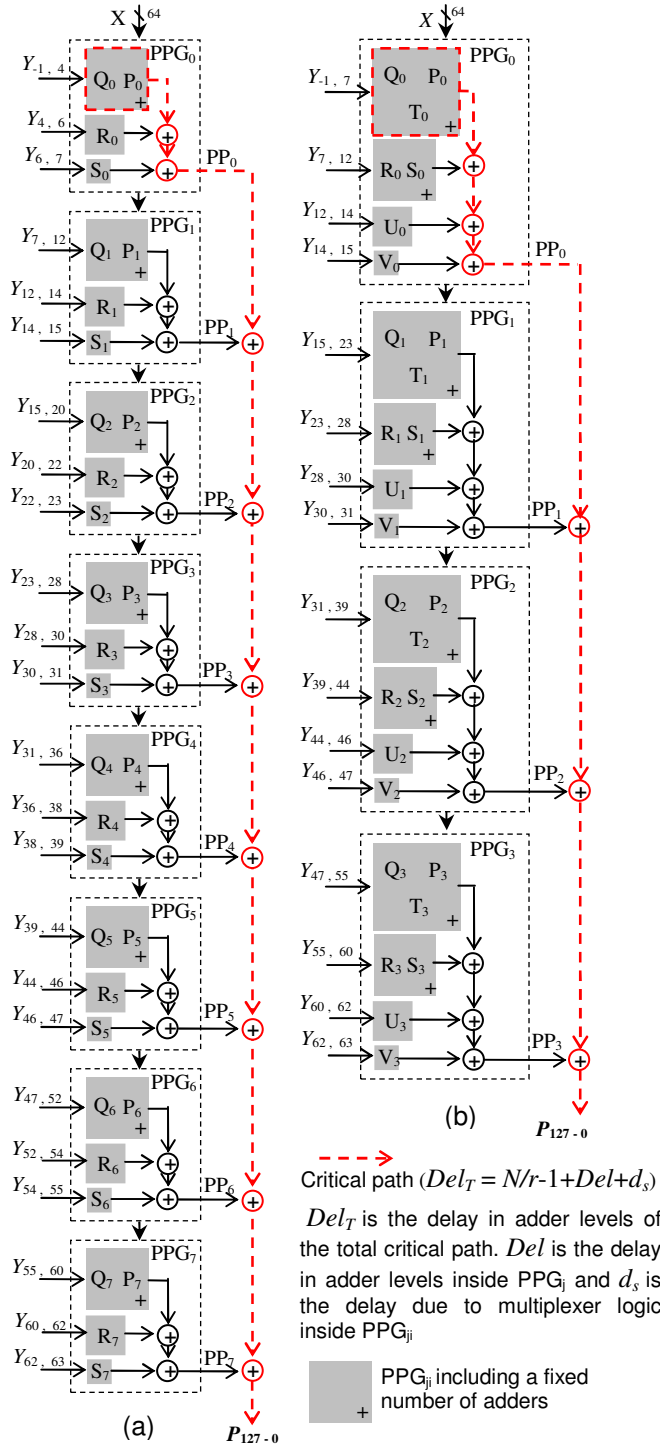 X 64
PPG0
Y-1, 4
Q0 P0
+
Y4, 6
R0
+
Y6, 7
S0
+
PP0
PPG1
Y7, 12
Q1 P1
+
Y12, 14
R1
+
Y14, 15
S1
+
PP1
+
PPG2
Y15, 20
Q2 P2
+
Y20, 22
R2
+
Y22, 23
S2
+
PP2
+
PPG3
Y23, 28
Q3 P3
+
Y28, 30
R3
+
Y30, 31
S3
+
PP3
+
PPG4
Y31, 36
Q4 P4
+
Y36, 38
R4
+
Y38, 39
S4
+
PP4
+
PPG5
Y39, 44
Q5 P5
+
Y44, 46
R5
+
Y46, 47
S5
+
PP5
+
PPG6
Y47, 52
Q6 P6
+
Y52, 54
R6
+
Y54, 55
S6
+
PP6
+
PPG7
Y55, 60
Q7 P7
+
Y60, 62
R7
+
Y62, 63
S7
+
PP7
+
(a)
P127 - 0
X 64
PPG0
Y-1, 7
Q0 P0
T0 +
Y7, 12
R0 S0
+
+
Y12, 14
U0
+
Y14, 15
V0
+
PP0
PPG1
Y15, 23
Q1 P1
T1 +
Y23, 28
R1 S1
+
+
Y28, 30
U1
+
Y30, 31
V1
+
PP1
+
PPG2
Y31, 39
Q2 P2
T2 +
Y39, 44
R2 S2
+
+
Y44, 46
U2
+
Y46, 47
V2
+
PP2
+
PPG3
Y47, 55
Q3 P3
T3 +
Y55, 60
R3 S3
+
+
Y60, 62
U3
+
Y62, 63
V3
+
PP3
+
(b)
P127 - 0
Critical path (DelT = N/r-1+Del+ds)
DelT is the delay in adder levels of
the total critical path. Del is the delay
in adder levels inside PPGj and ds is
the delay due to multiplexer logic
inside PPGji
PPGji including a fixed
number of adders
+